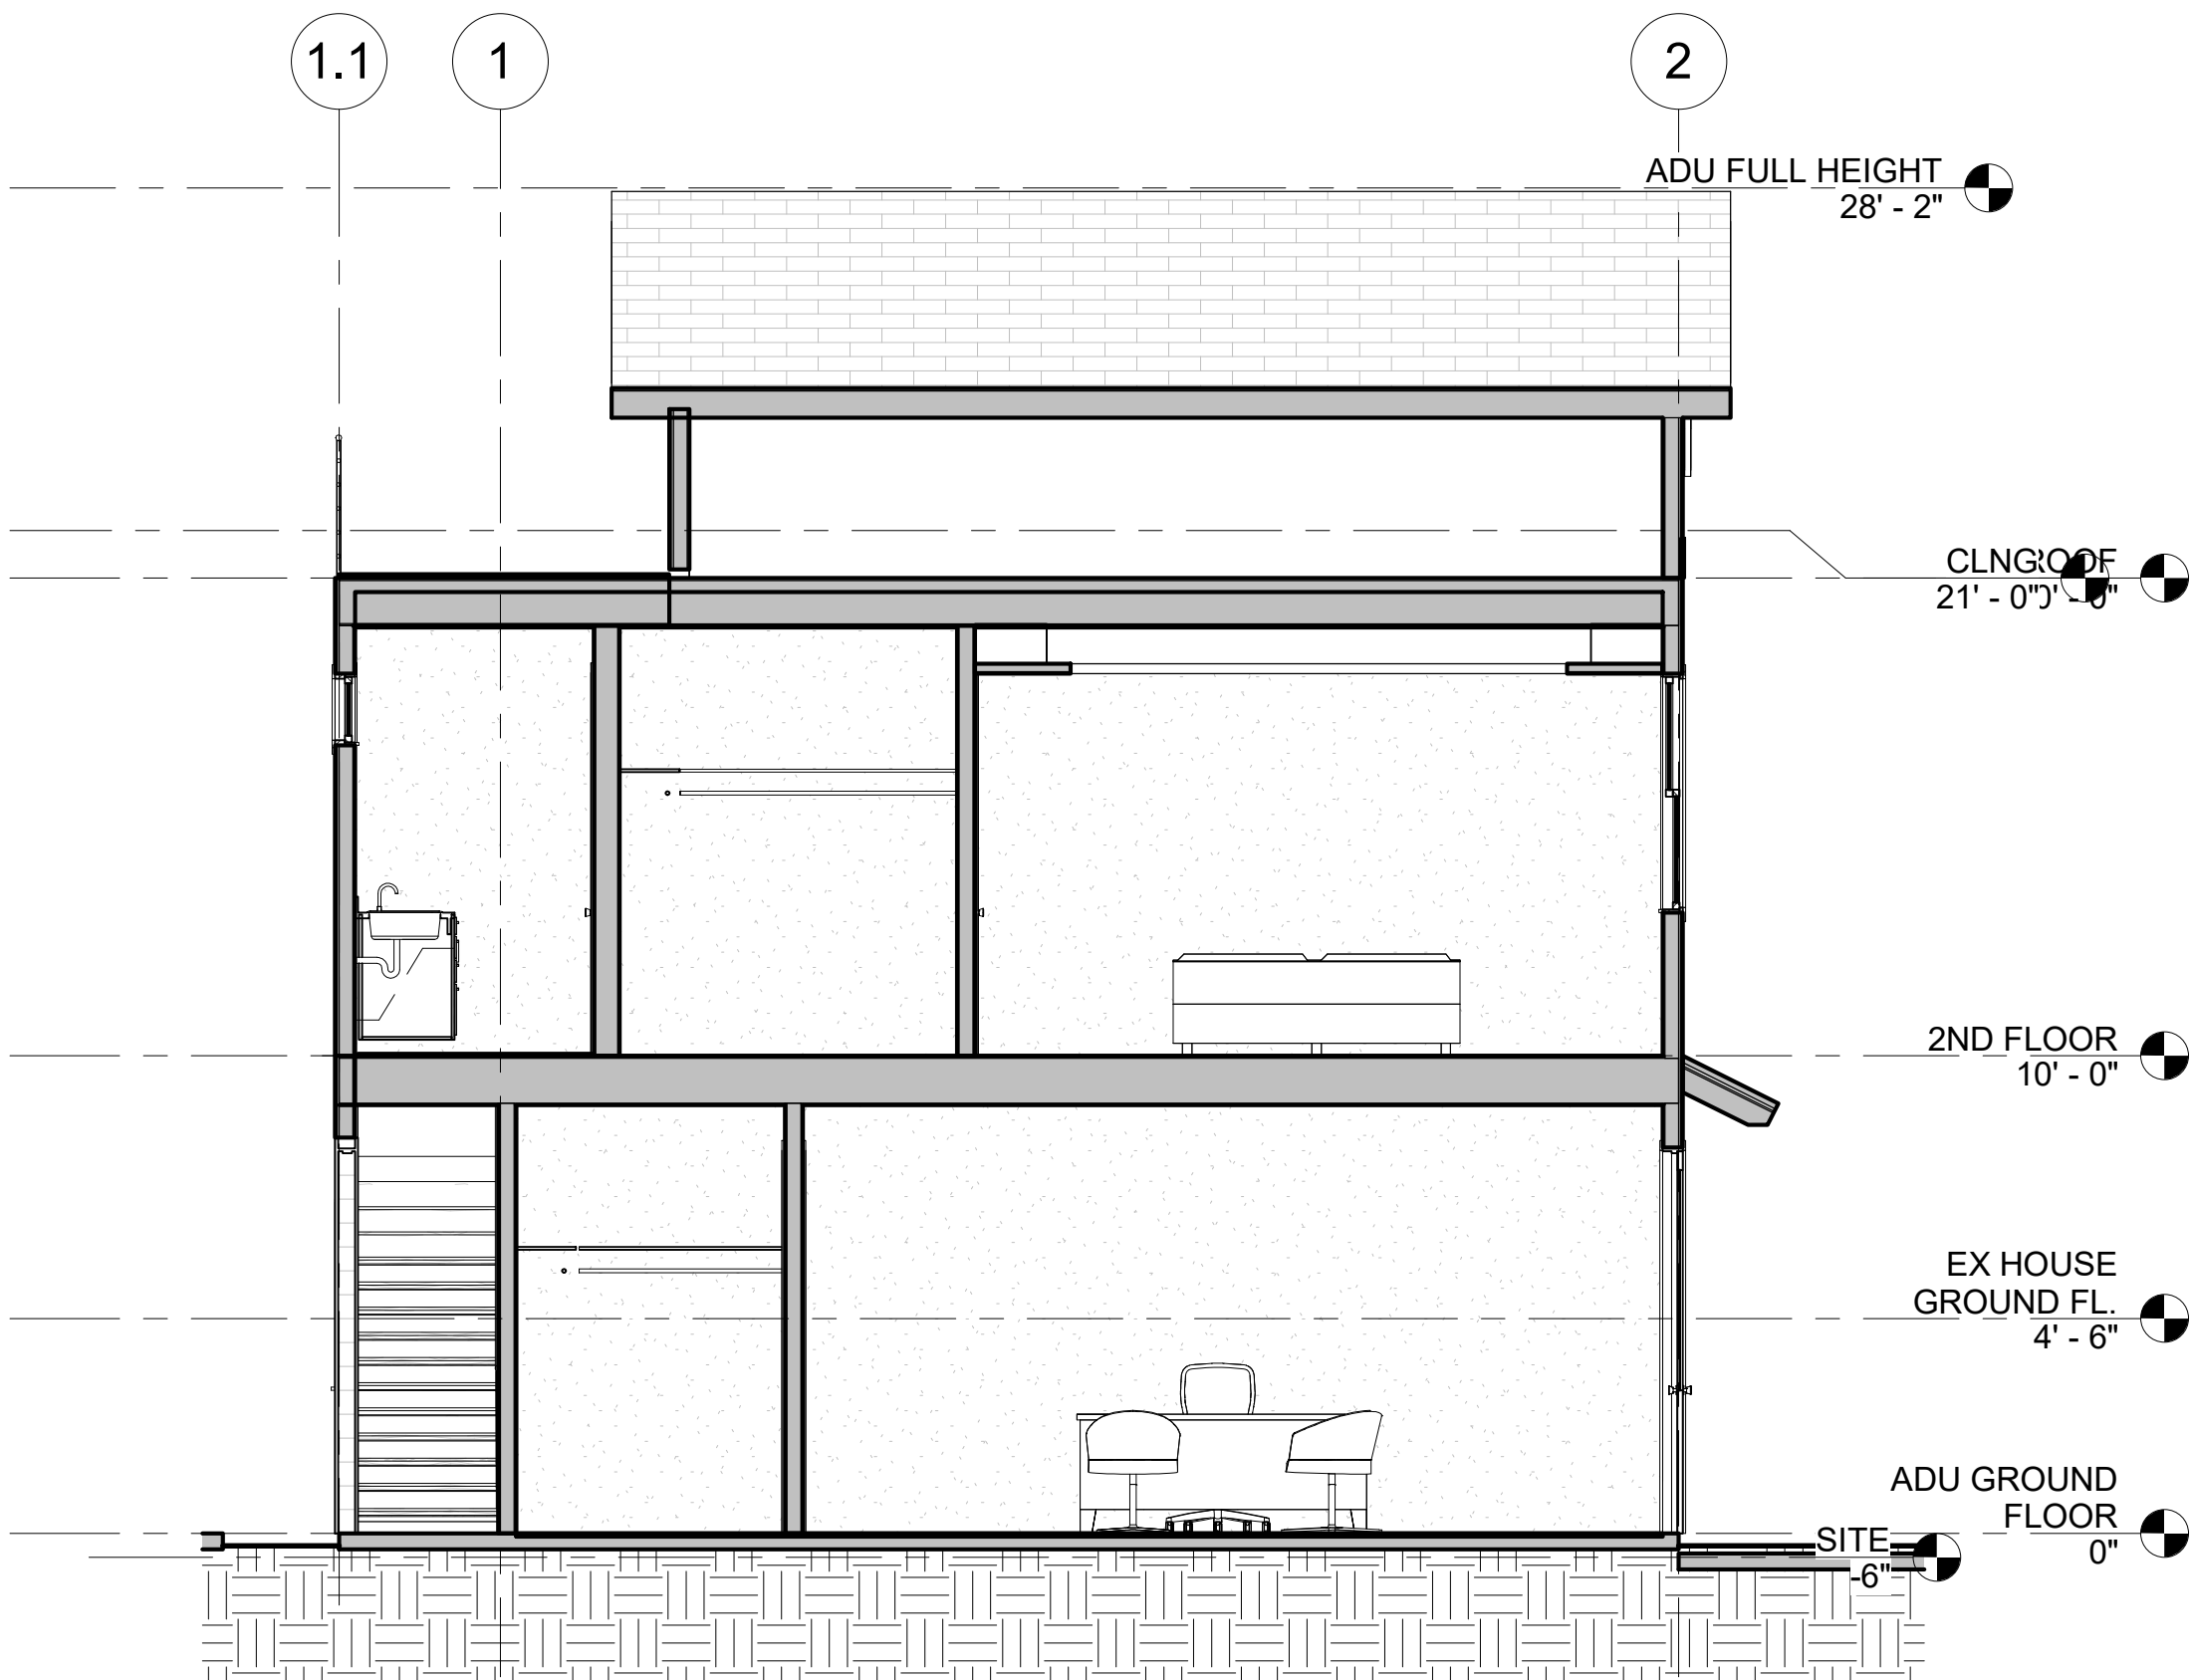 1.1
1
2
ADU FULL HEIGHT
28' - 2"
CLNG
ROOF
21' - 0"
2ND FLOOR
10' - 0"
EX HOUSE
GROUND FL.
4' - 6"
ADU GROUND
FLOOR
0"
SITE
-6"